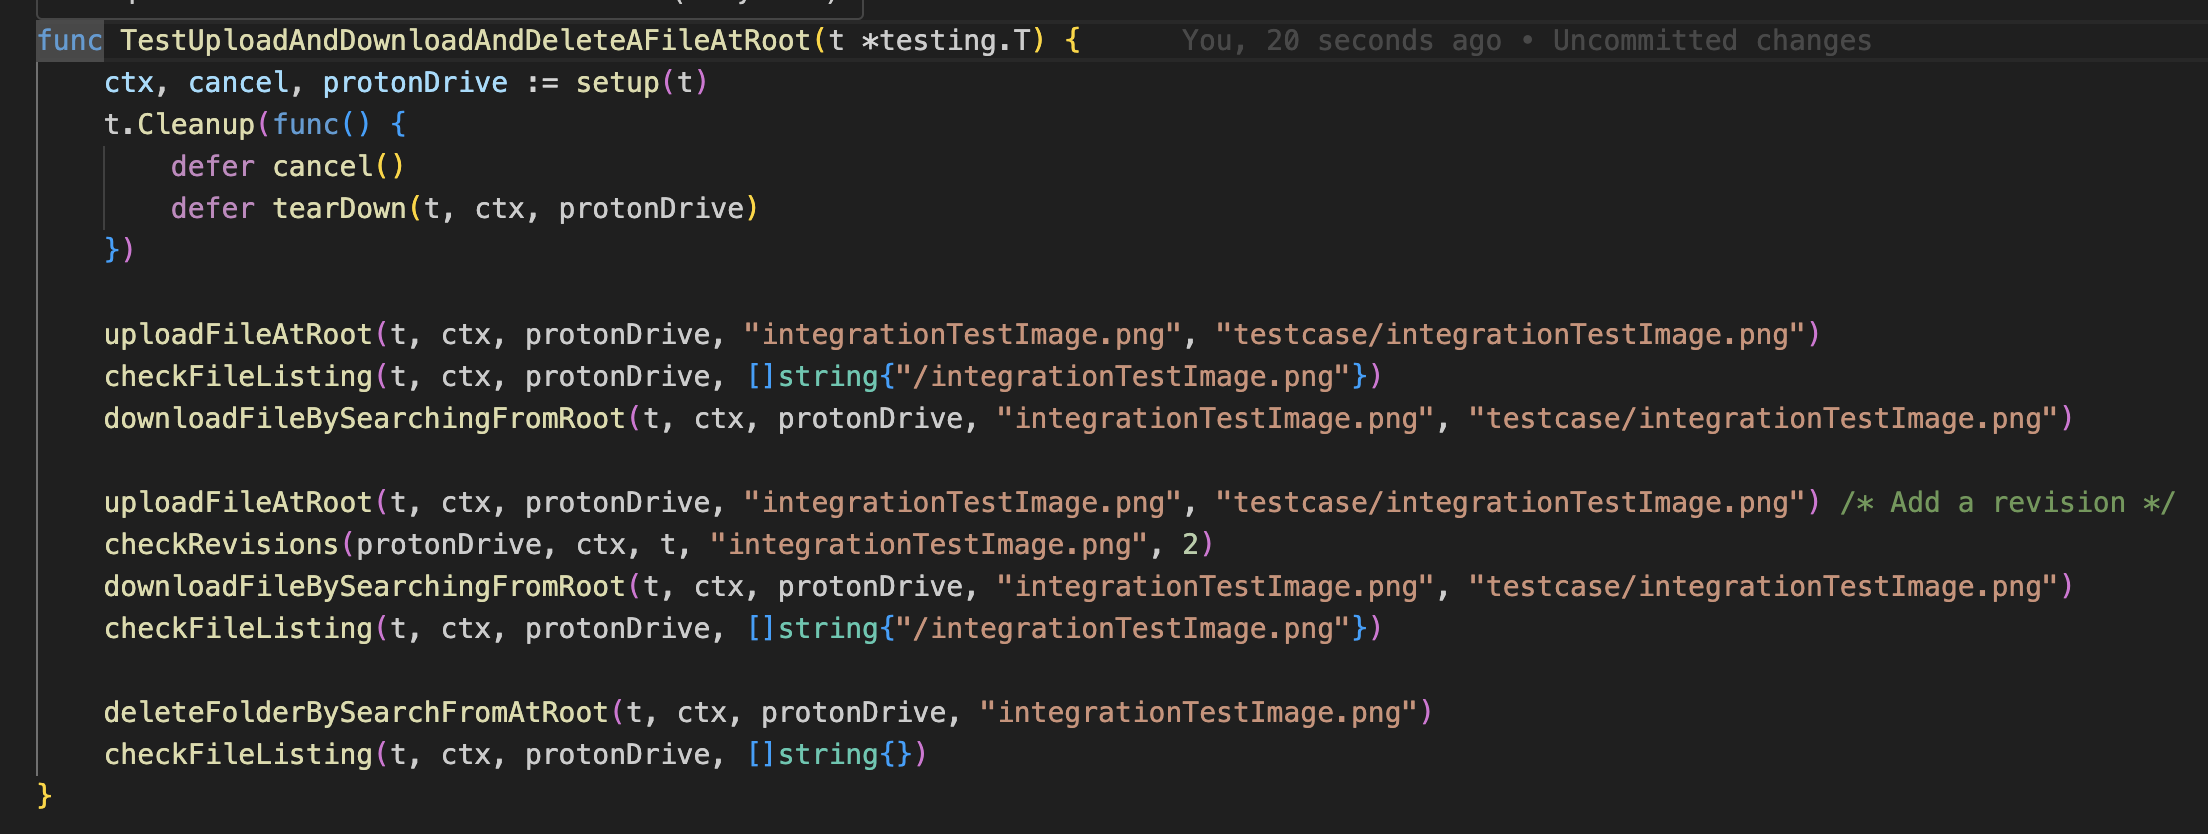 func TestUploadAndDownloadAndDeleteAFileAtRoot(t *testing.T) {        You, 20 seconds ago • Uncommitted changes
    ctx, cancel, protonDrive := setup(t)
    t.Cleanup(func() {
        defer cancel()
        defer tearDown(t, ctx, protonDrive)
    })

    uploadFileAtRoot(t, ctx, protonDrive, "integrationTestImage.png", "testcase/integrationTestImage.png")
    checkFileListing(t, ctx, protonDrive, []string{"/integrationTestImage.png"})
    downloadFileBySearchingFromRoot(t, ctx, protonDrive, "integrationTestImage.png", "testcase/integrationTestImage.png")

    uploadFileAtRoot(t, ctx, protonDrive, "integrationTestImage.png", "testcase/integrationTestImage.png") /* Add a revision */
    checkRevisions(protonDrive, ctx, t, "integrationTestImage.png", 2)
    downloadFileBySearchingFromRoot(t, ctx, protonDrive, "integrationTestImage.png", "testcase/integrationTestImage.png")
    checkFileListing(t, ctx, protonDrive, []string{"/integrationTestImage.png"})

    deleteFolderBySearchFromAtRoot(t, ctx, protonDrive, "integrationTestImage.png")
    checkFileListing(t, ctx, protonDrive, []string{})
}